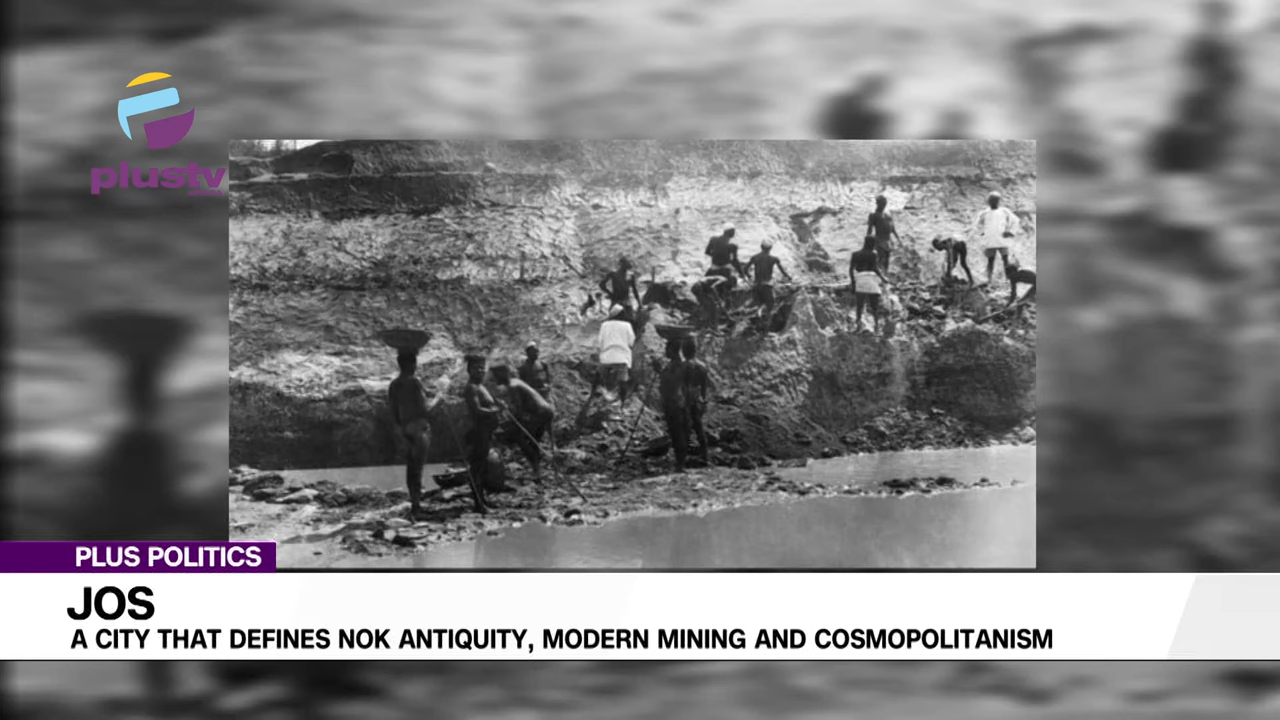 plustv
PLUS POLITICS
JOS
A CITY THAT DEFINES NOK ANTIQUITY, MODERN MINING AND COSMOPOLITANISM